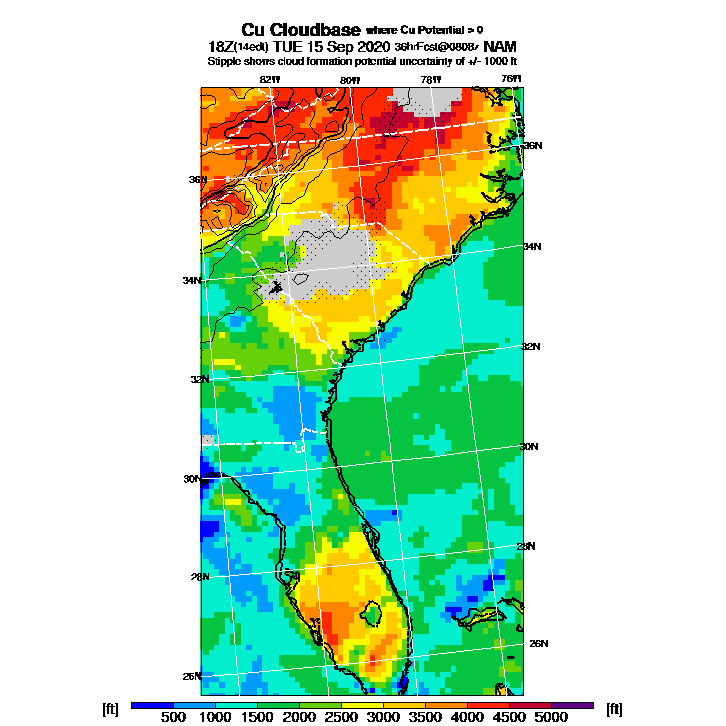 Cu Cloudbase where Cu Potential > 0
18Z(14edt) TUE 15 Sep 2020 36hrFcst@0808z NAM
Stipple shows cloud formation potential uncertainty of +/- 1000 ft
82W 80W 78W 76W
36N
36N
34N
34N
32N
32N
30N
30N
28N
28N
26N
26N
[ft] [ft]
500 1000 1500 2000 2500 3000 3500 4000 4500 5000